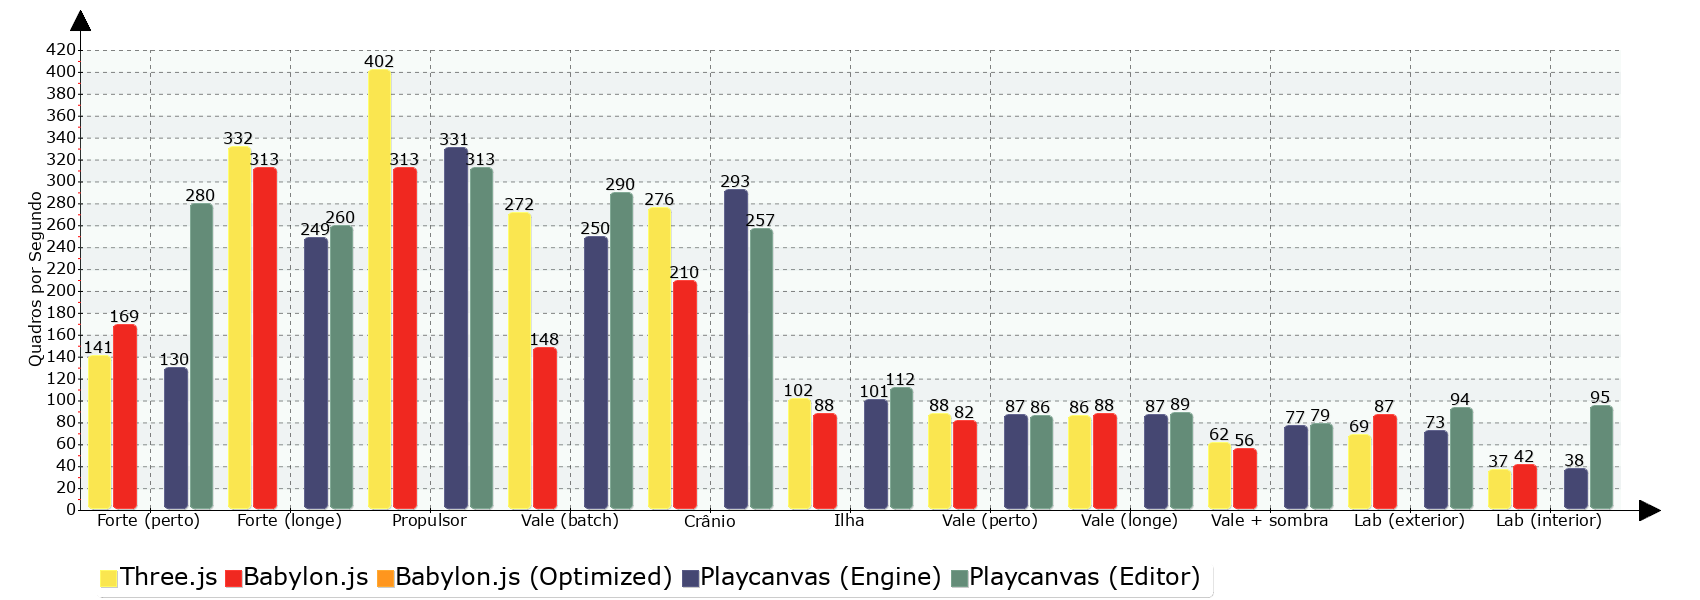 Quadros por Segundo
420
400
380
360
340
320
300
280
260
240
220
200
180
160
140
120
100
80
60
40
20
0
141 169 130 280
332 313 249 260
402 313 331 313
272 148 250 290
276 210 293 257
102 88 101 112
88 82 87 86
86 88 87 89
62 56 77 79
69 87 73 94
37 42 38 95
Forte (perto) Forte (longe) Propulsor Vale (batch) Crânio Ilha Vale (perto) Vale (longe) Vale + sombra Lab (exterior) Lab (interior)
Three.js Babylon.js Babylon.js (Optimized) Playcanvas (Engine) Playcanvas (Editor)